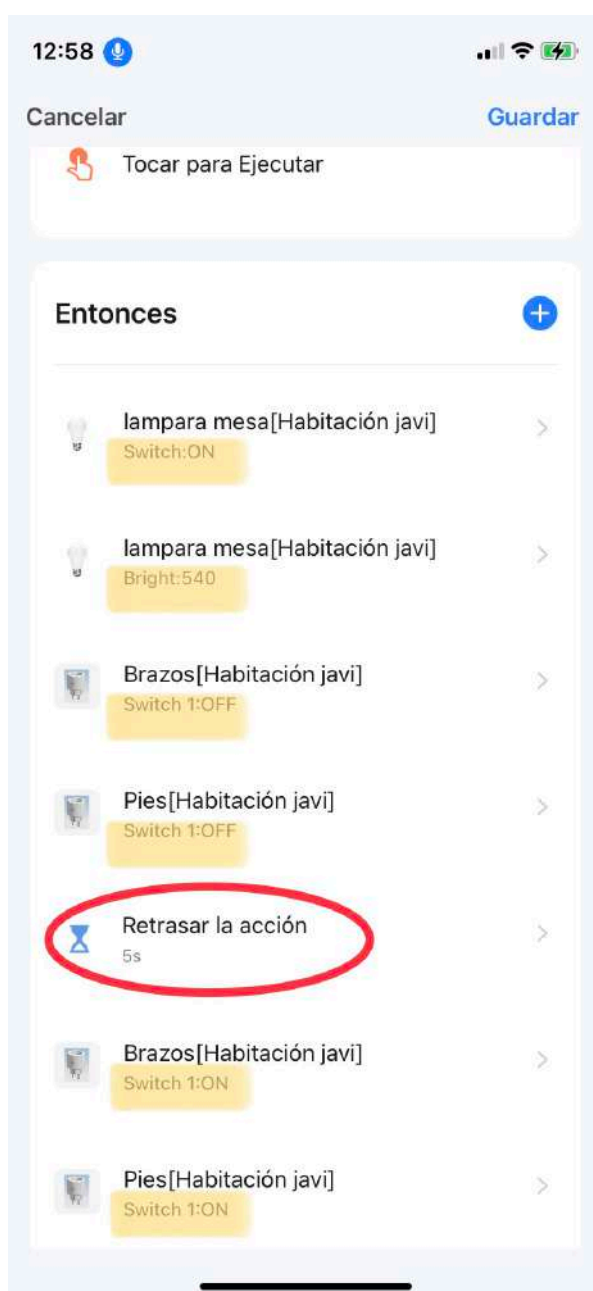 12:58
Cancelar
Guardar
Tocar para Ejecutar
Entonces
lampara mesa[Habitación javi]
Switch:ON
lampara mesa[Habitación javi]
Bright:540
Brazos[Habitación javi]
Switch 1:OFF
Pies[Habitación javi]
Switch 1:OFF
Retrasar la acción
5s
Brazos[Habitación javi]
Switch 1:ON
Pies[Habitación javi]
Switch 1:ON